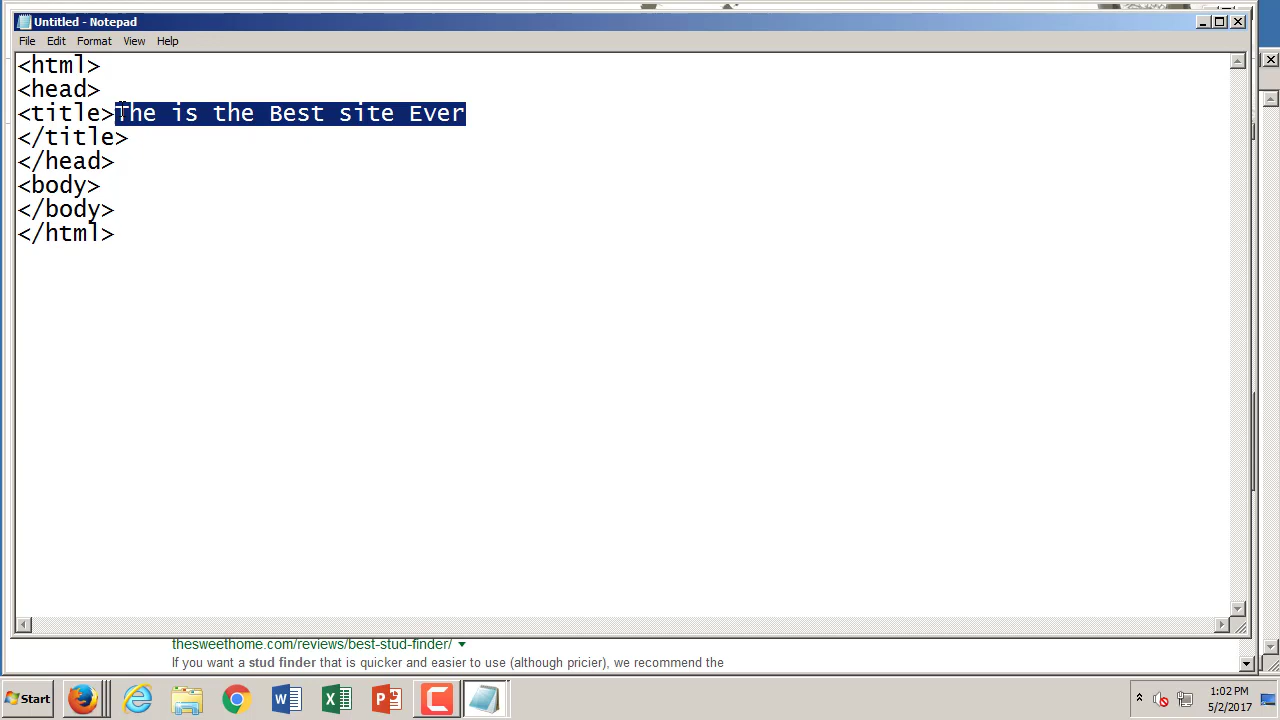 Untitled - Notepad
File Edit Format View Help
<html>
<head>
<title>The is the Best site Ever
</title>
</head>
<body>
</body>
</html>
thesweethome.com/reviews/best-stud-finder/
If you want a stud finder that is quicker and easier to use (although pricier), we recommend the
Start
1:02 PM
5/2/2017